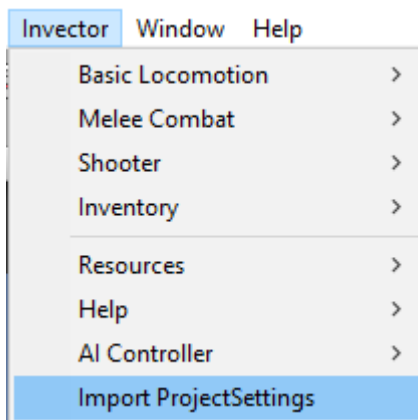 Invector Window Help
Basic Locomotion
Melee Combat
Shooter
Inventory
Resources
Help
AI Controller
Import ProjectSettings